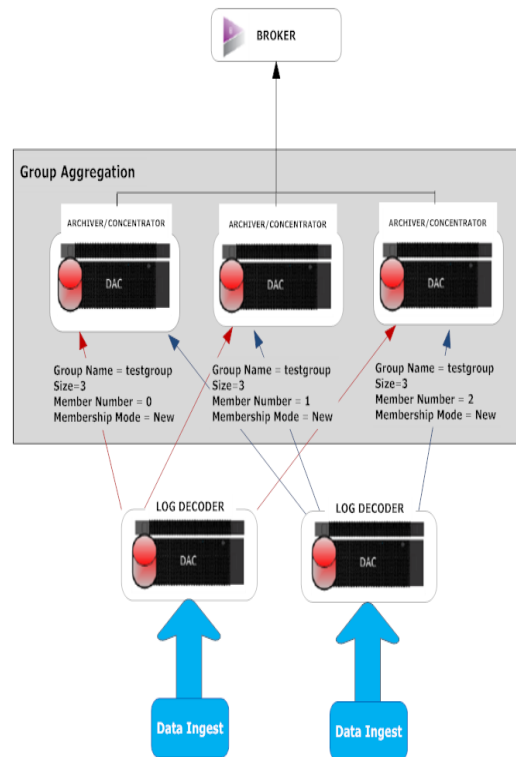 BROKER
Group Aggregation
ARCHIVER/CONCENTRATOR
ARCHIVER/CONCENTRATOR
ARCHIVER/CONCENTRATOR
DAC
DAC
DAC
Group Name = testgroup
Size=3
Member Number = 0
Membership Mode = New
Group Name = testgroup
Size=3
Member Number = 1
Membership Mode = New
Group Name = testgroup
Size=3
Member Number = 2
Membership Mode = New
LOG DECODER
LOG DECODER
DAC
DAC
Data Ingest
Data Ingest